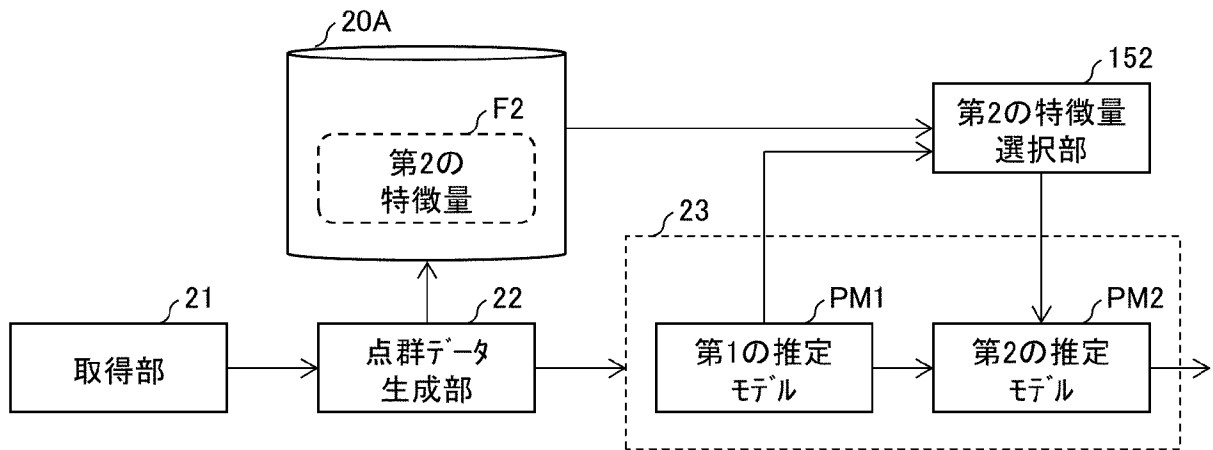 20A
152
F2
第2の特徴量
選択部
第2の
特徴量
23
21
22
PM1
PM2
取得部
点群データ
生成部
第1の推定
モデル
第2の推定
モデル